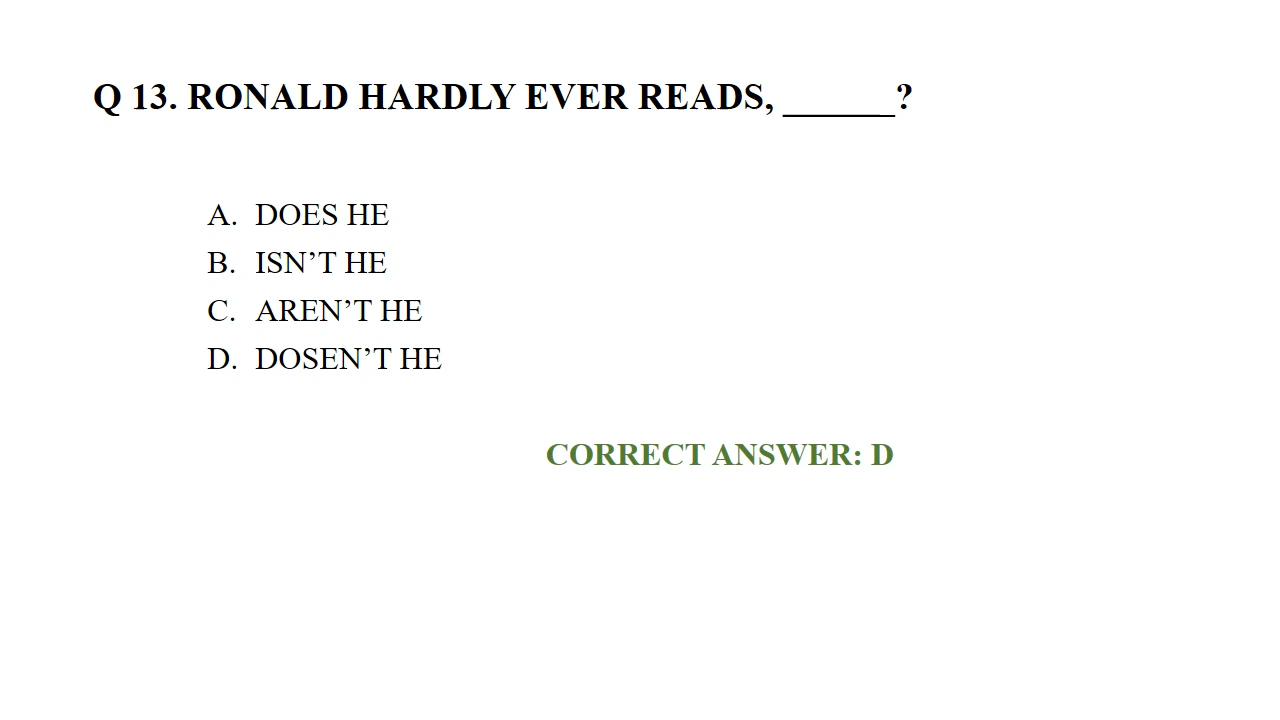 Q 13. RONALD HARDLY EVER READS, ______?
A. DOES HE
B. ISN’T HE
C. AREN’T HE
D. DOSEN’T HE
CORRECT ANSWER: D